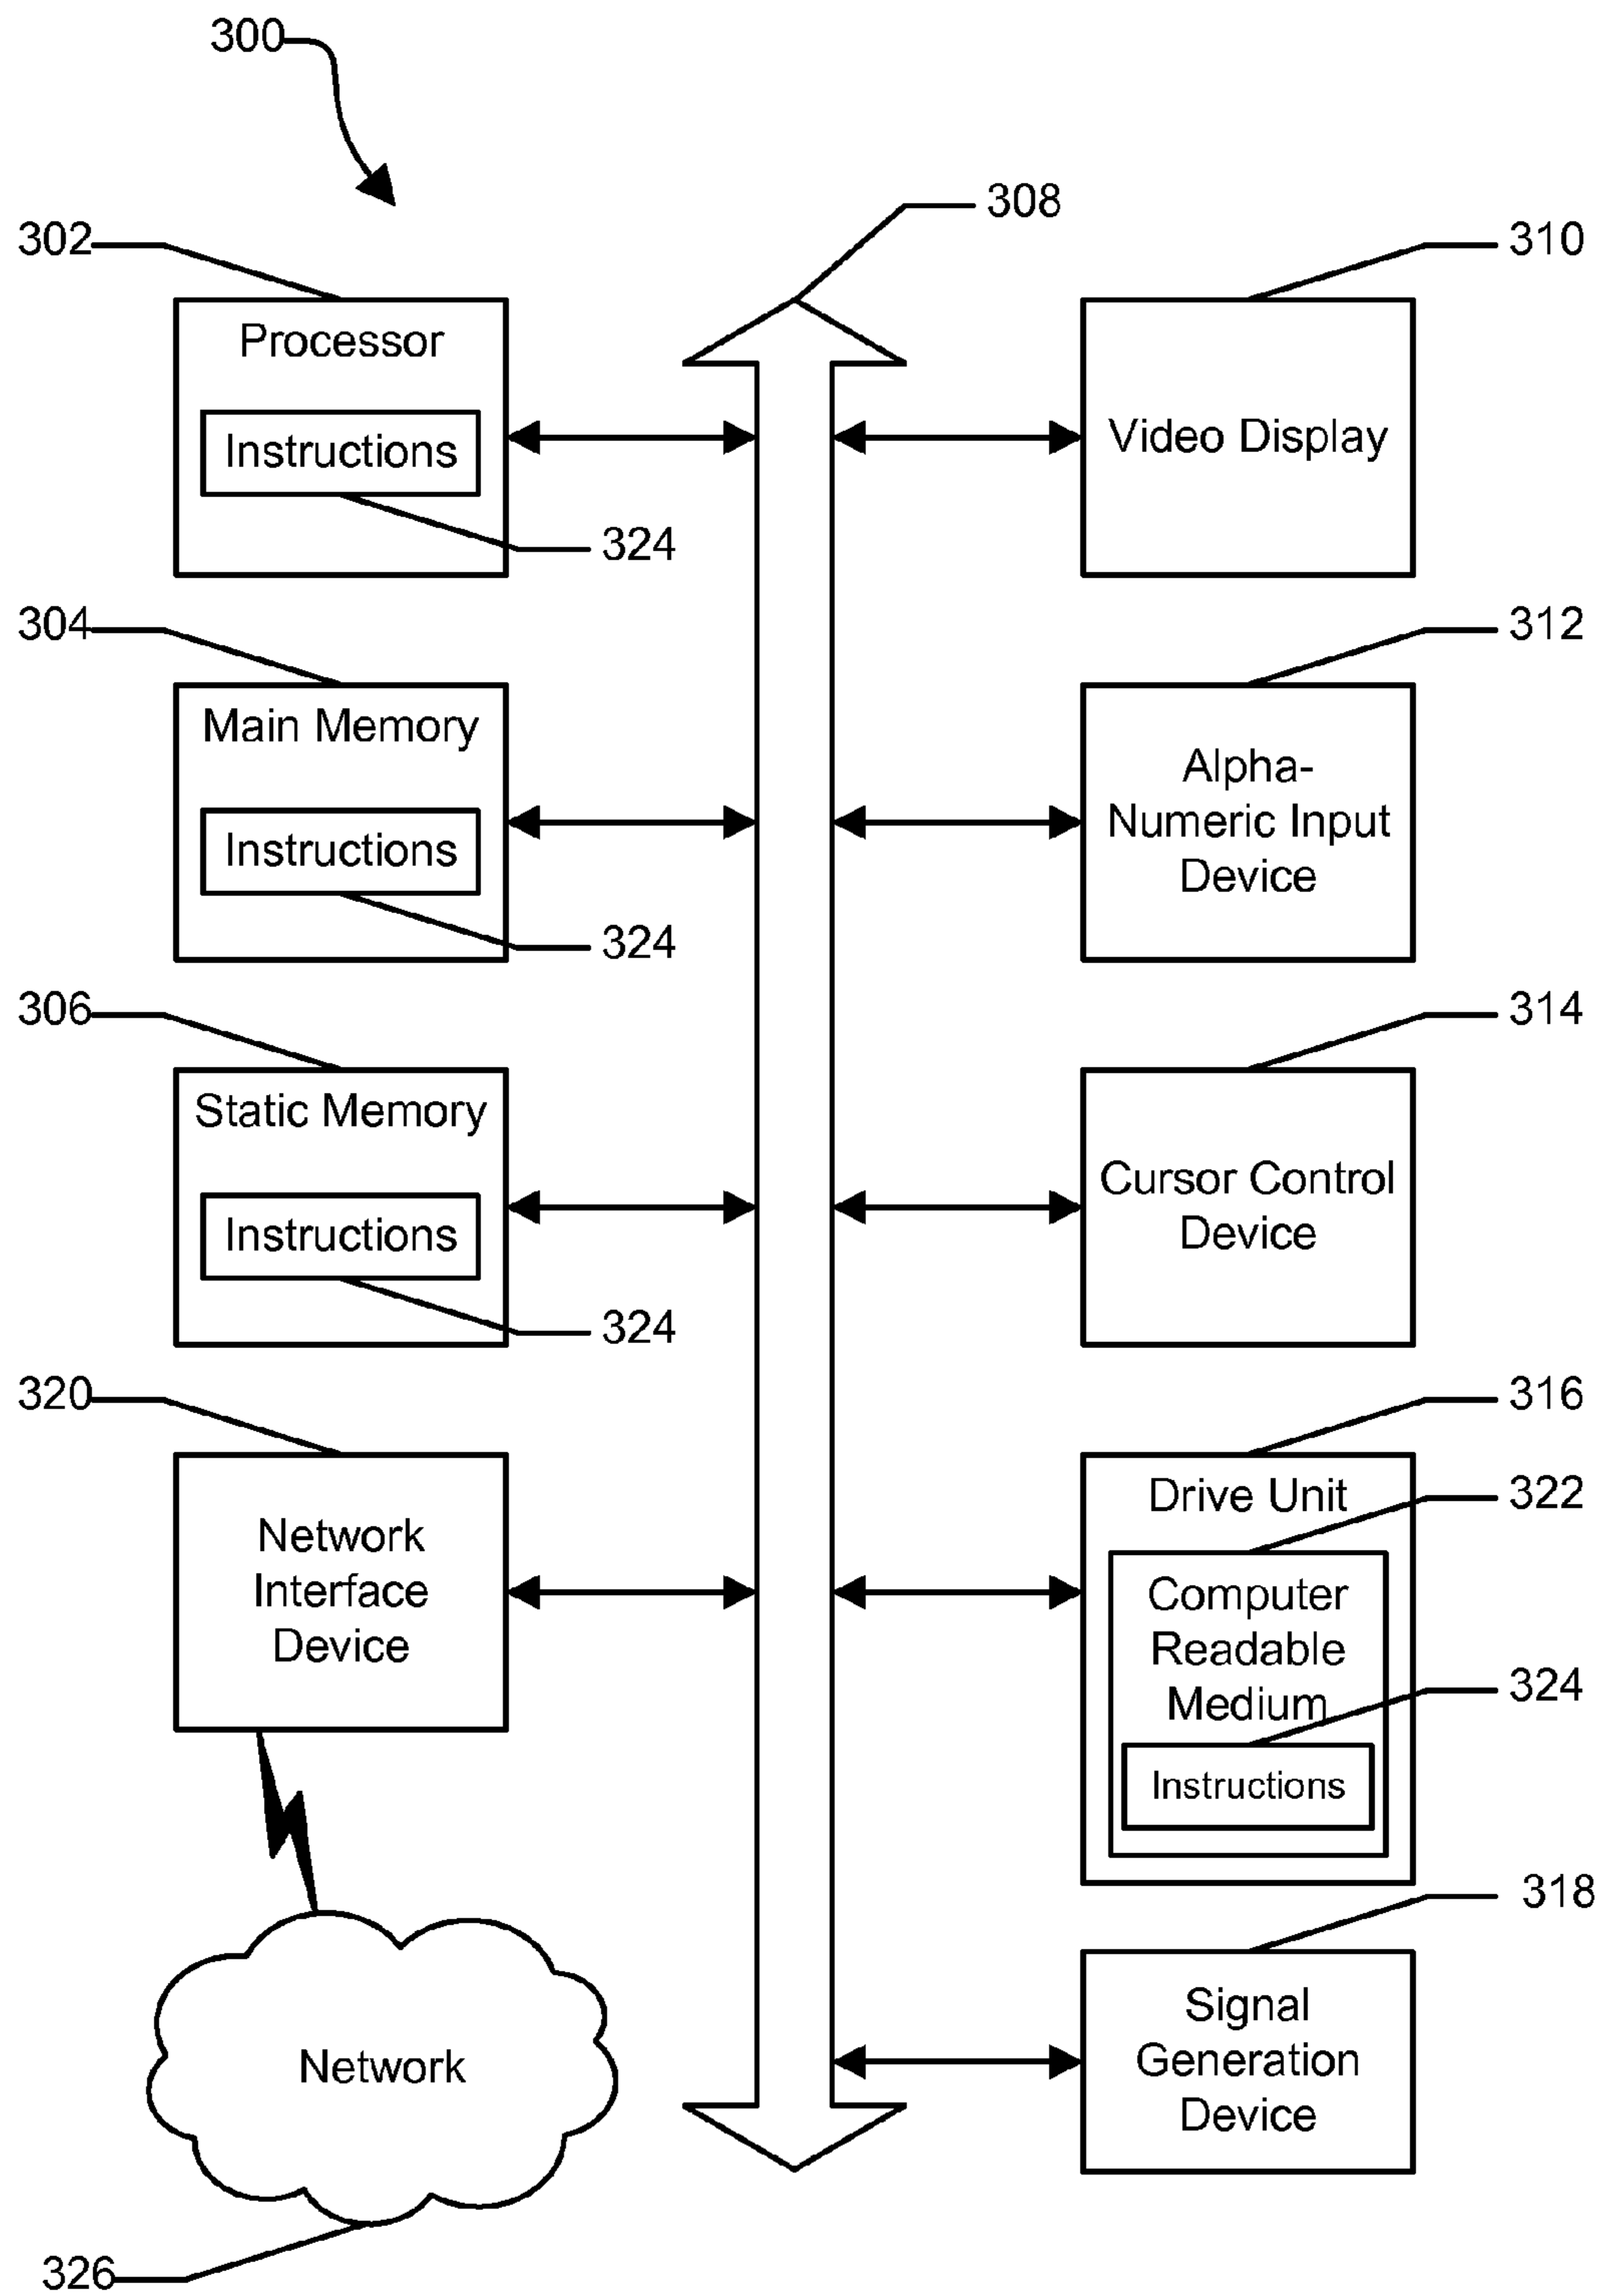 300
308
302
310
Processor
Instructions
324
Video Display
304
312
Main Memory
Instructions
324
Alpha-
Numeric Input
Device
306
314
Static Memory
Instructions
324
Cursor Control
Device
320
316
Network
Interface
Device
Drive Unit
322
Computer
Readable
Medium
324
Instructions
318
Signal
Generation
Device
Network
326